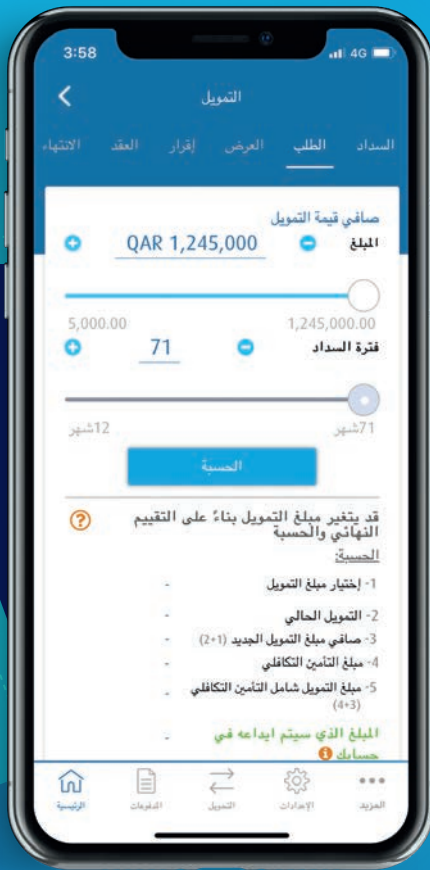 3:58
4G
التمويل
السداد الطلب العرض إقرار العقد الانتهاء
صافي قيمة التمويل
المبلغ
QAR 1,245,000
5,000.00 1,245,000.00
فترة السداد
71
71شهر 12شهر
الحسبة
قد يتغير مبلغ التمويل بناءً على التقييم
النهائي والحسبة
الحسبة:
1- إختيار مبلغ التمويل -
2- التمويل الحالي -
3- صافي مبلغ التمويل الجديد (1+2) -
4- مبلغ التأمين التكافلي -
5- مبلغ التمويل شامل التأمين التكافلي -
(4+3)
المبلغ الذي سيتم ايداعه في -
حسابك
الرئيسية الدفوعات التمويل الإعدادات المزيد